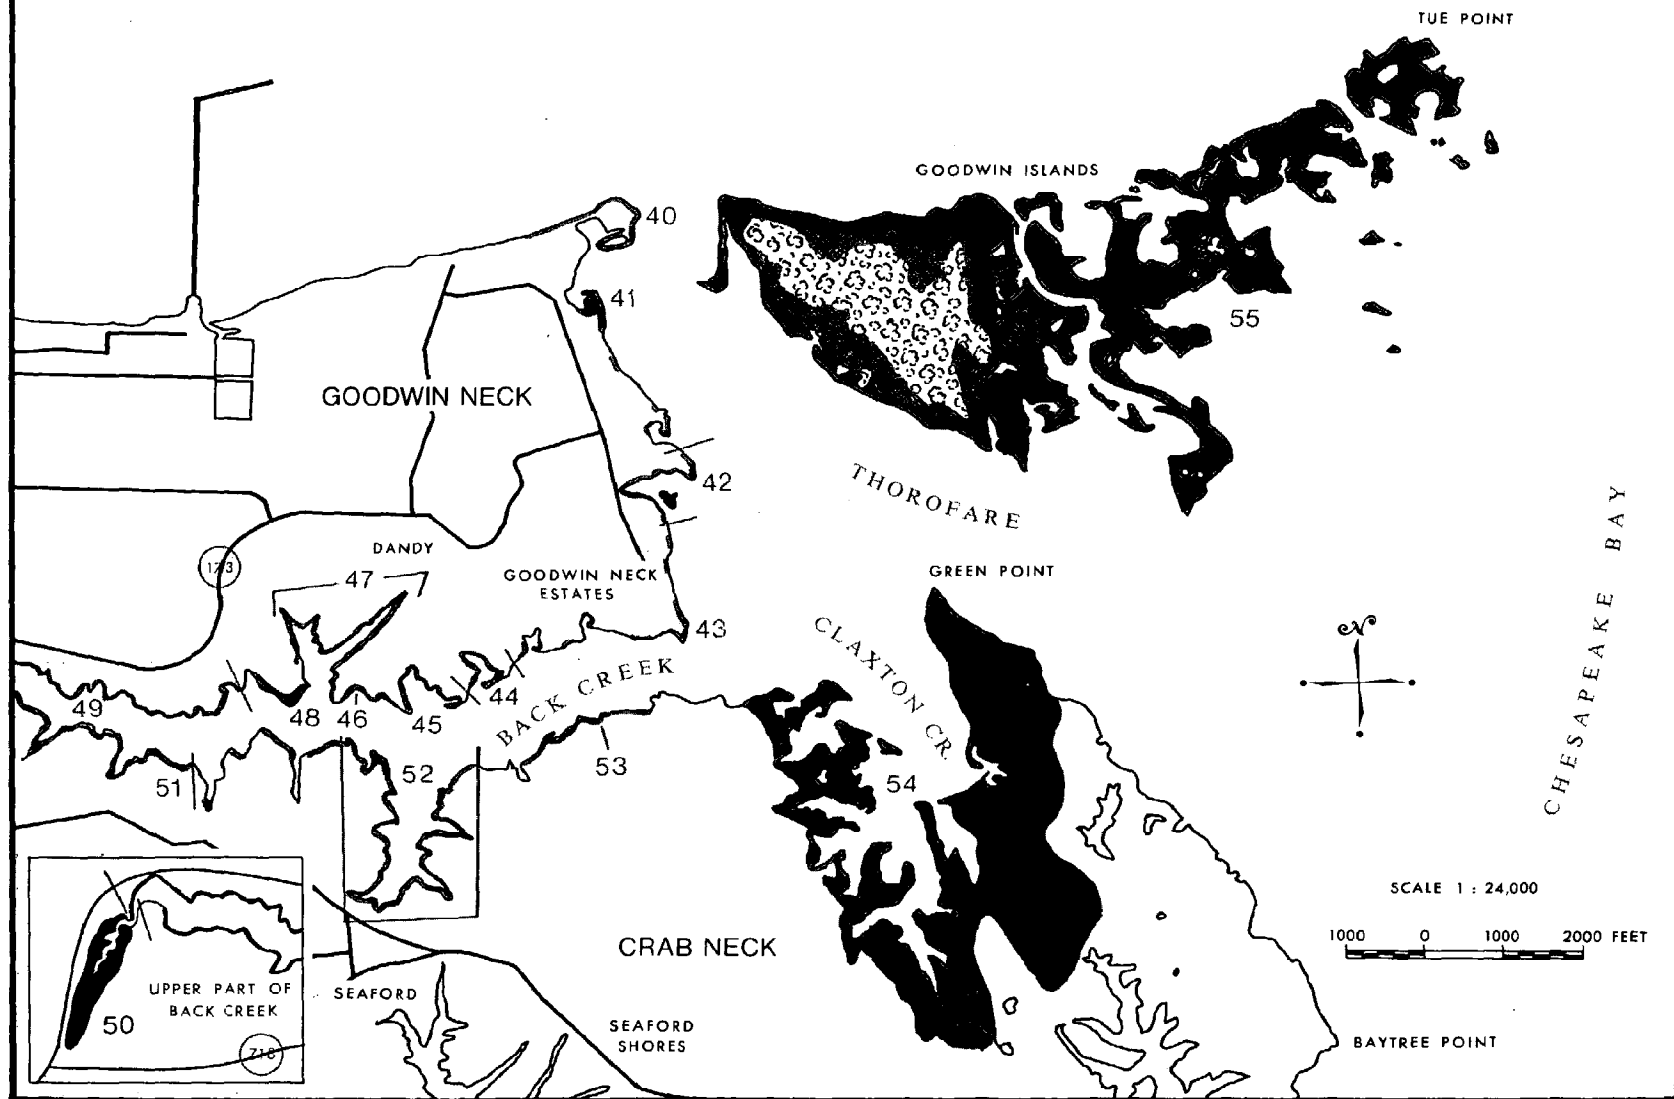 TUE POINT
GOODWIN ISLANDS
40
41
55
GOODWIN NECK
42
THOROFARE
CHESAPEAKE BAY
DANDY
173
47
GOODWIN NECK
ESTATES
GREEN POINT
43
CLAXTON CR.
N
BACK CREEK
44
49
48
46
45
53
52
51
54
SCALE 1 : 24,000
1000 0 1000 2000 FEET
CRAB NECK
UPPER PART OF
BACK CREEK
50
718
SEAFORD
SEAFORD
SHORES
BAYTREE POINT